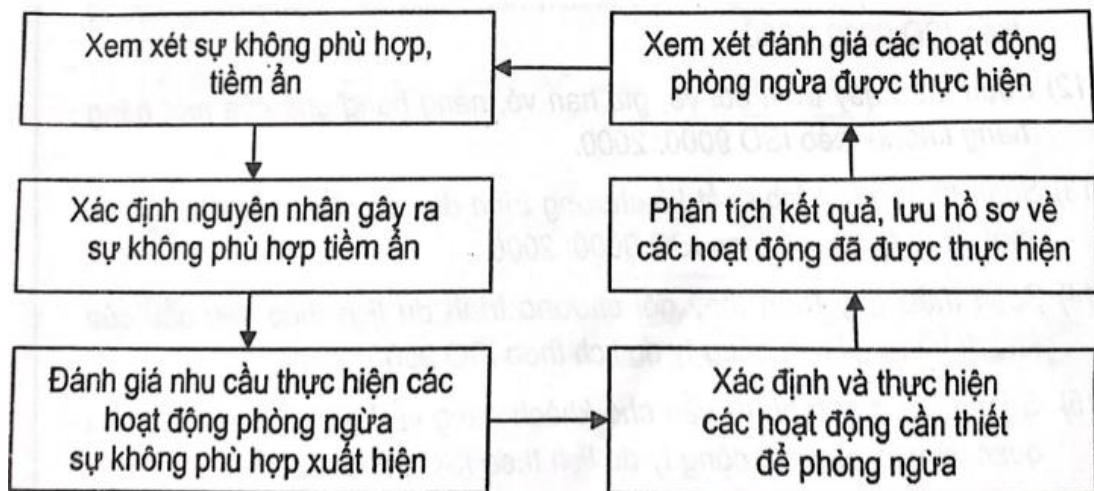 Xem xét sự không phù hợp,
tiềm ẩn
Xác định nguyên nhân gây ra
sự không phù hợp tiềm ẩn
Đánh giá nhu cầu thực hiện các
hoạt động phòng ngừa
sự không phù hợp xuất hiện
Xác định và thực hiện
các hoạt động cần thiết
để phòng ngừa
Phân tích kết quả, lưu hồ sơ về
các hoạt động đã được thực hiện
Xem xét đánh giá các hoạt động
phòng ngừa được thực hiện